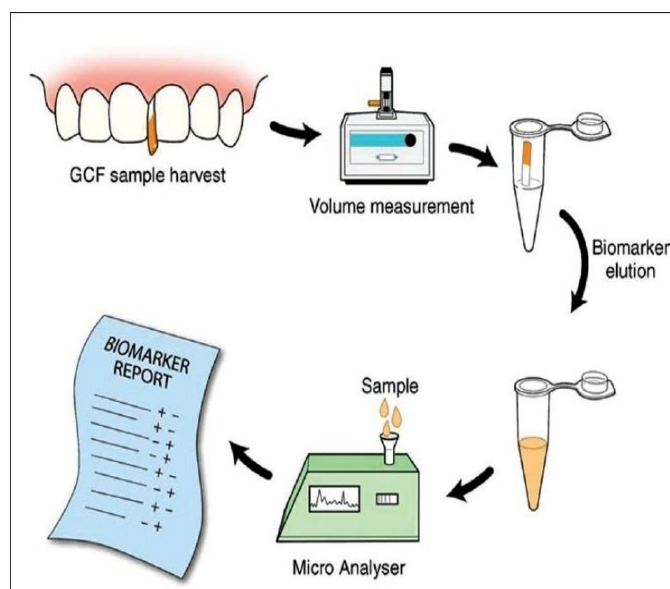 GCF sample harvest
Volume measurement
Biomarker
elution
Sample
Micro Analyser
BIOMARKER
REPORT
+ -
- +
- +
+ -
+ -
- +
+ -
- +